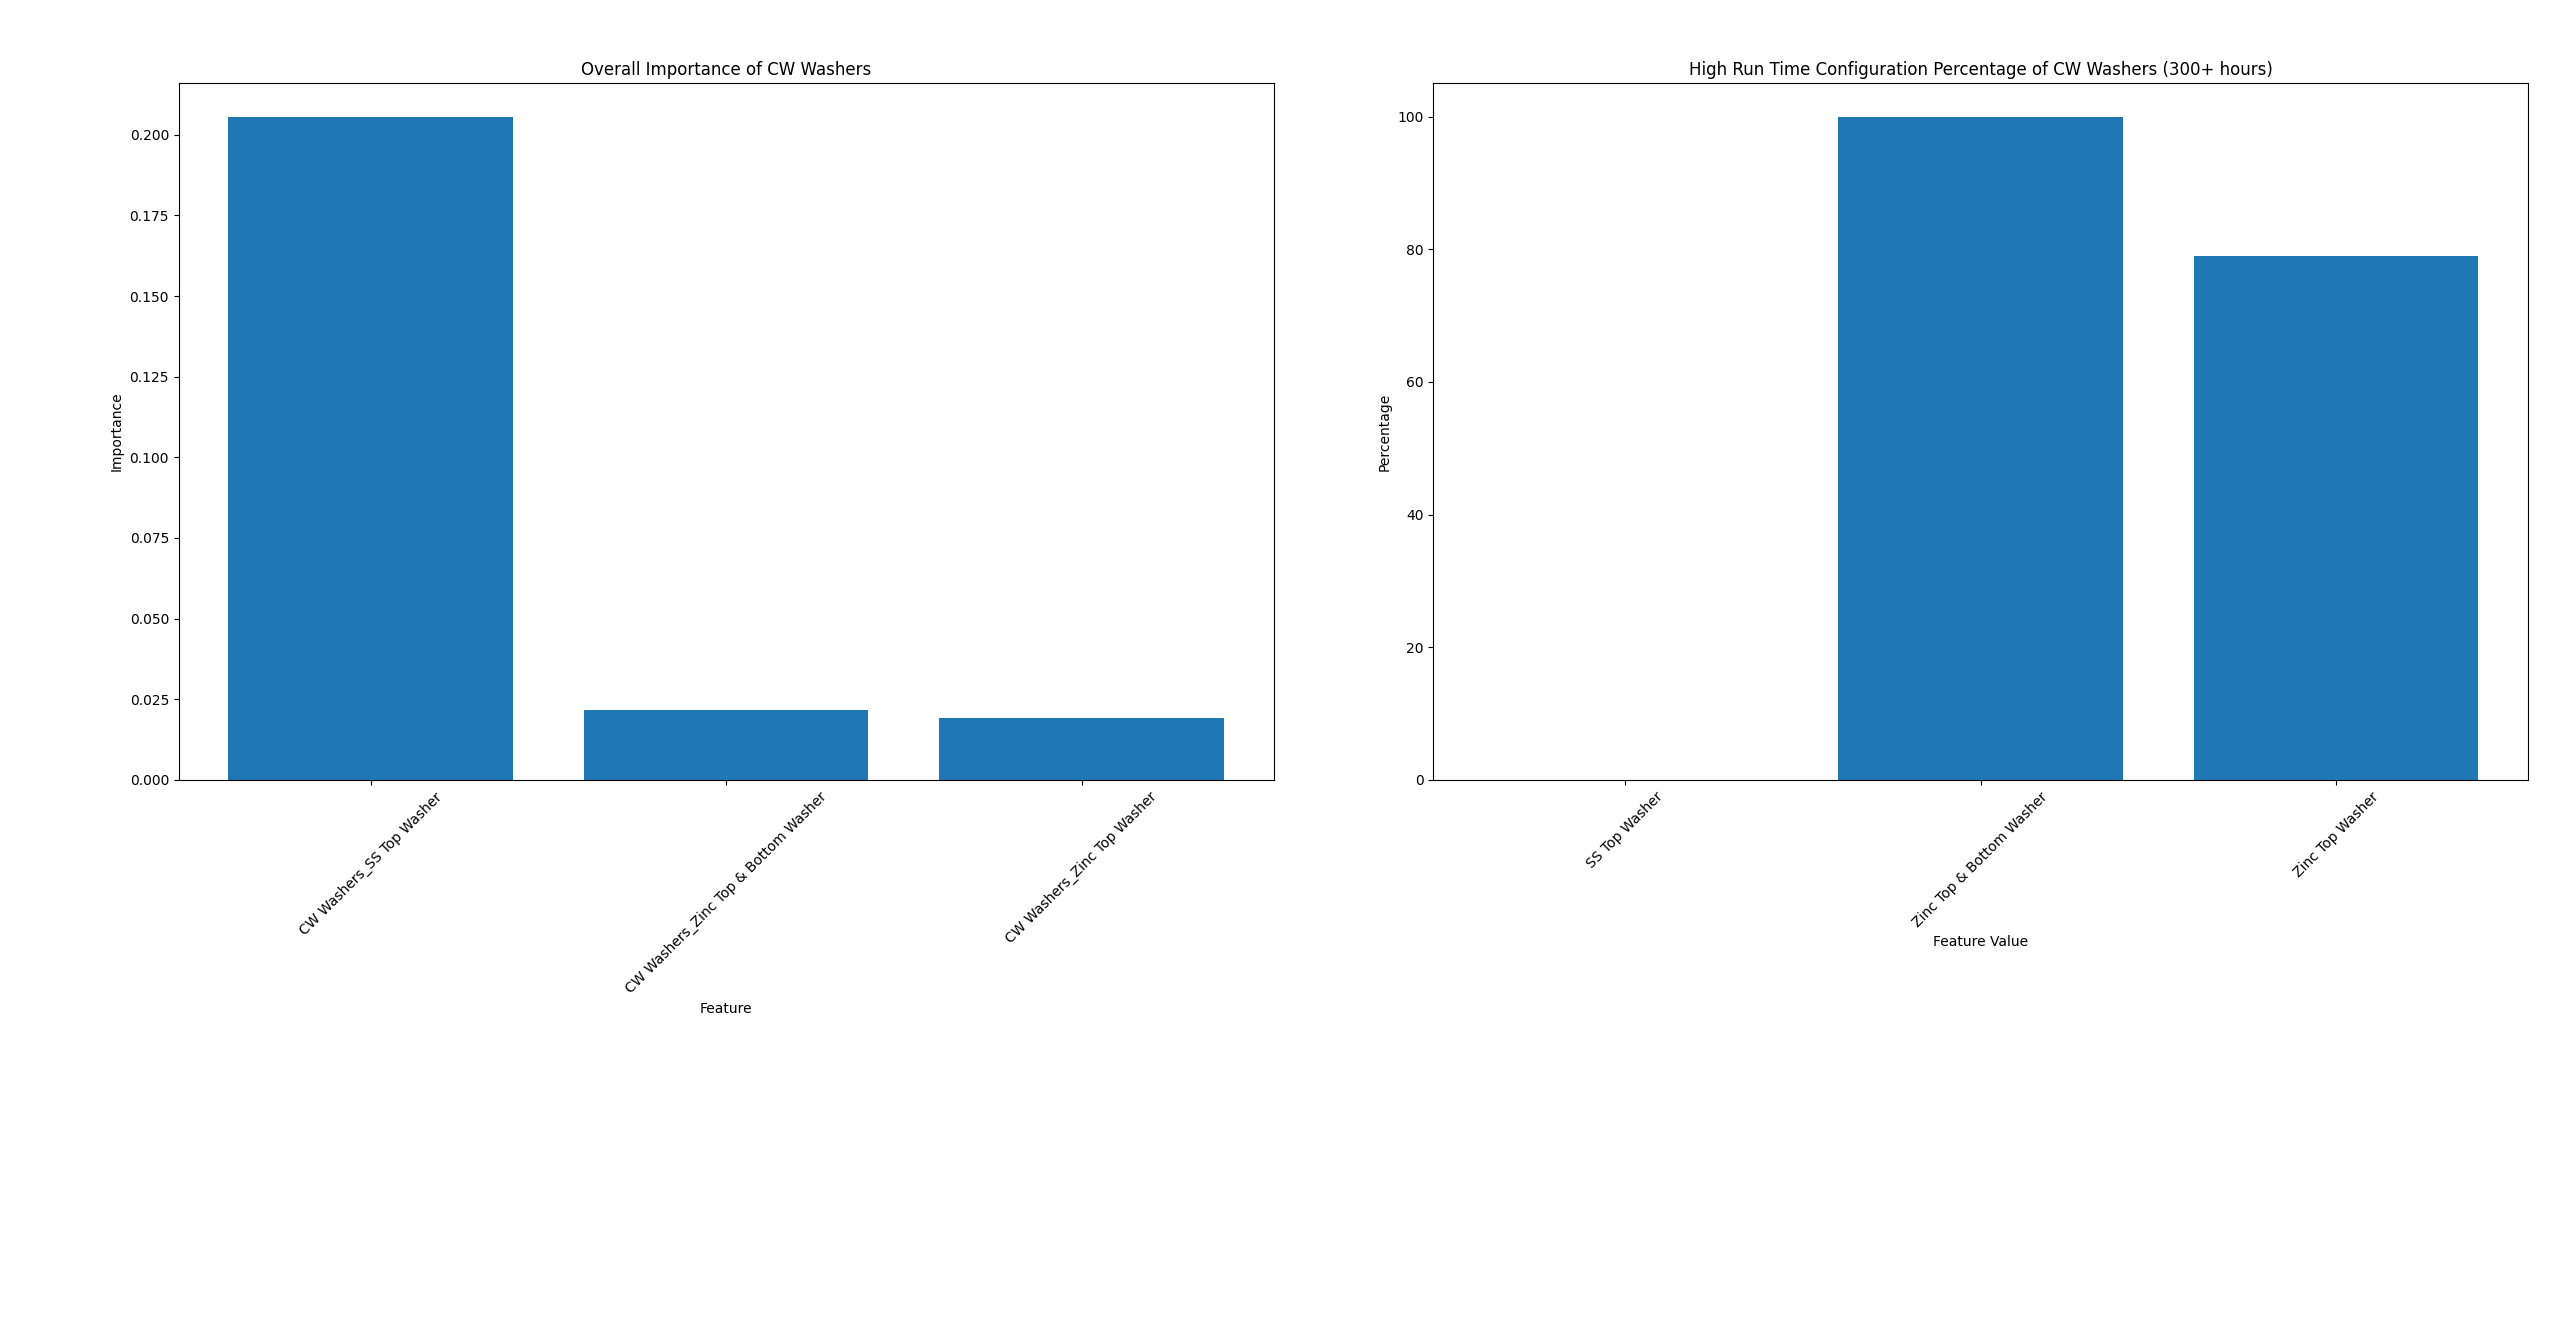 Overall Importance of CW Washers
Importance
0.200
0.175
0.150
0.125
0.100
0.075
0.050
0.025
0.000
CW Washers_SS Top Washer
CW Washers_Zinc Top & Bottom Washer
CW Washers_Zinc Top Washer
Feature
High Run Time Configuration Percentage of CW Washers (300+ hours)
Percentage
100
80
60
40
20
0
SS Top Washer
Zinc Top & Bottom Washer
Zinc Top Washer
Feature Value